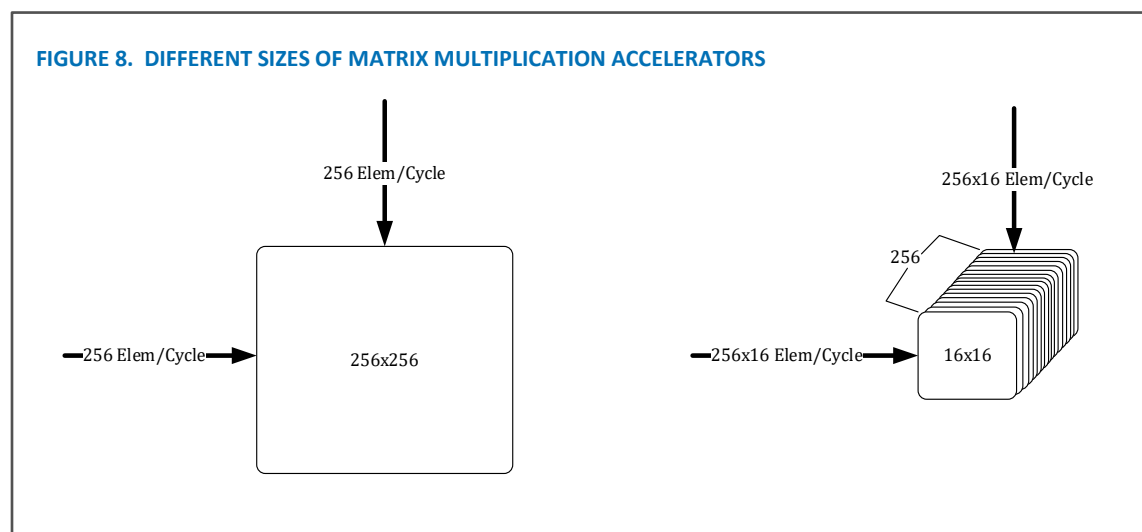 FIGURE 8. DIFFERENT SIZES OF MATRIX MULTIPLICATION ACCELERATORS
256 Elem/Cycle
256 Elem/Cycle
256x256
256x16 Elem/Cycle
256
256x16 Elem/Cycle
16x16